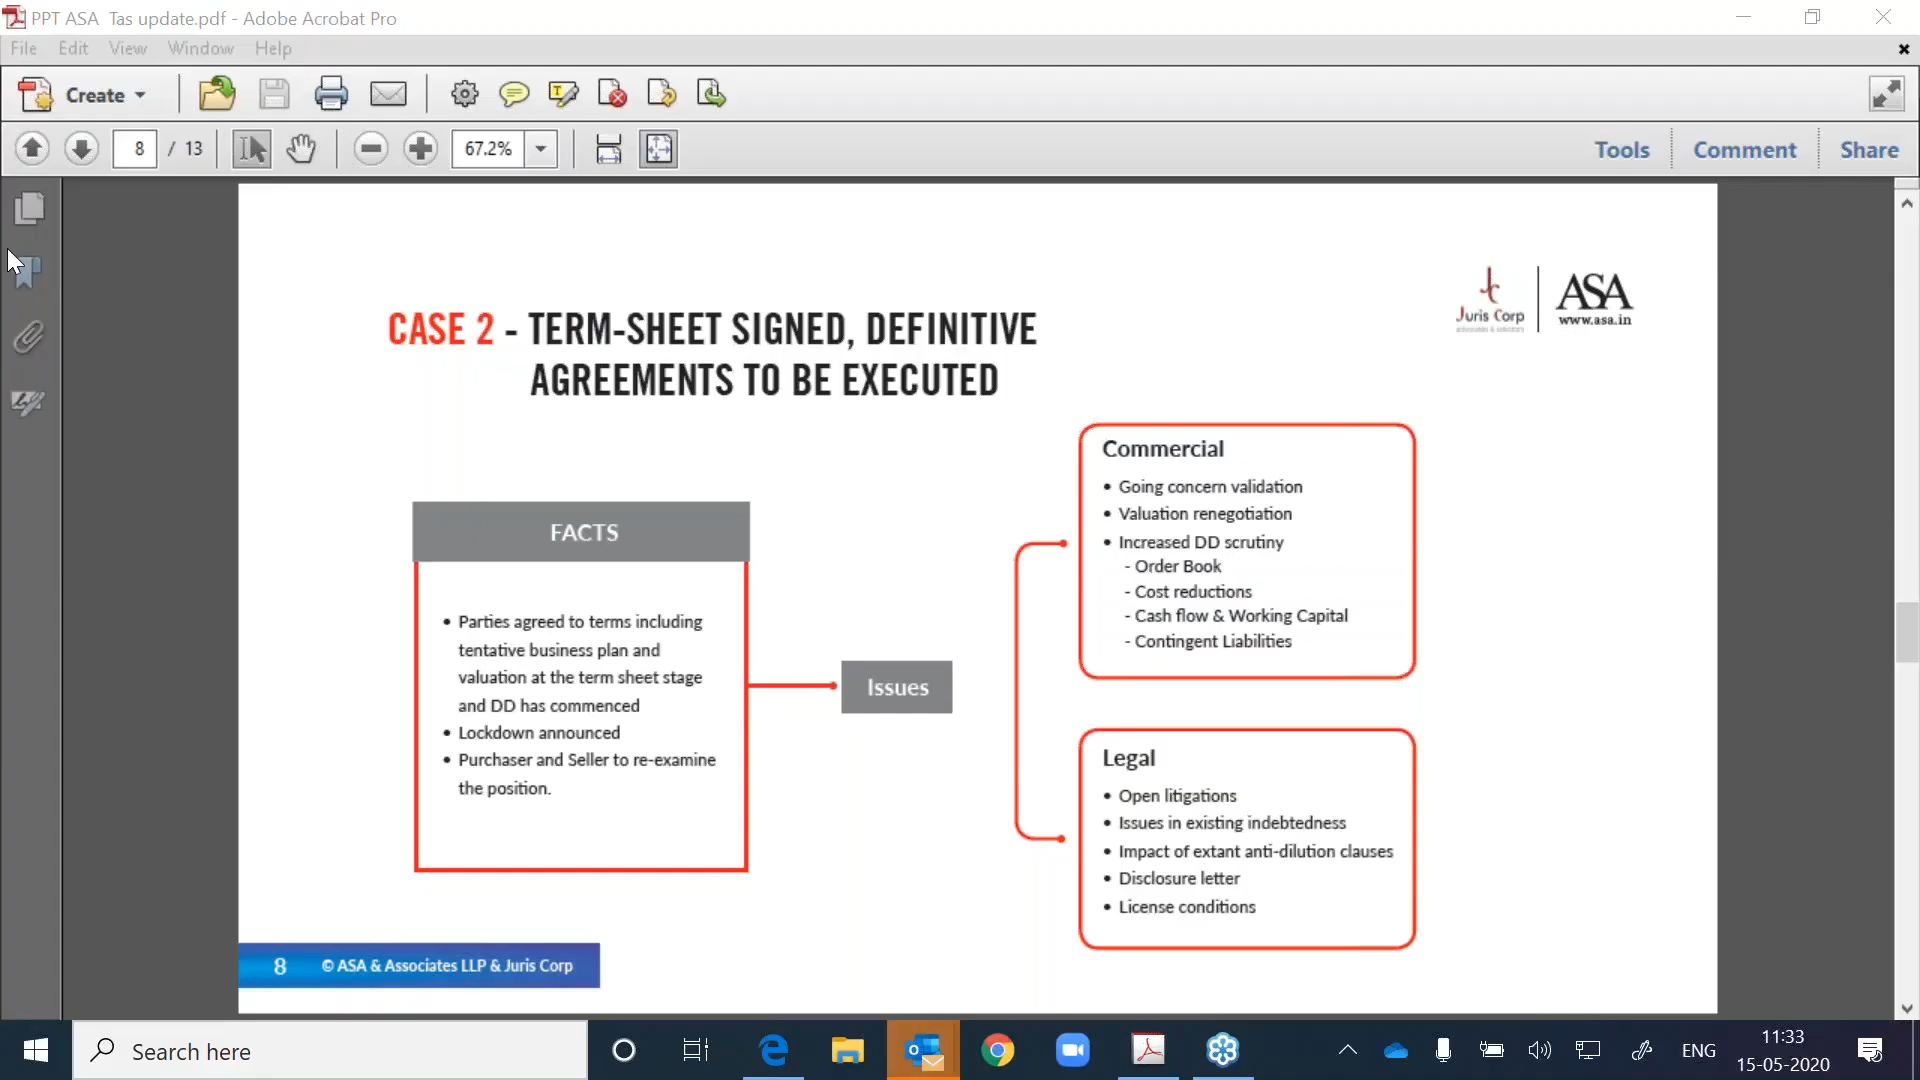 PPT ASA  Tas update.pdf - Adobe Acrobat Pro
File Edit View Window Help
Create
8 / 13
67.2%
Tools Comment Share
Juris Corp
advocates & solicitors
ASA
www.asa.in
CASE 2 - TERM-SHEET SIGNED, DEFINITIVE
AGREEMENTS TO BE EXECUTED
FACTS
• Parties agreed to terms including
tentative business plan and
valuation at the term sheet stage
and DD has commenced
• Lockdown announced
• Purchaser and Seller to re-examine
the position.
Issues
Commercial
• Going concern validation
• Valuation renegotiation
• Increased DD scrutiny
- Order Book
- Cost reductions
- Cash flow & Working Capital
- Contingent Liabilities
Legal
• Open litigations
• Issues in existing indebtedness
• Impact of extant anti-dilution clauses
• Disclosure letter
• License conditions
8 © ASA & Associates LLP & Juris Corp
Search here
ENG
11:33
15-05-2020